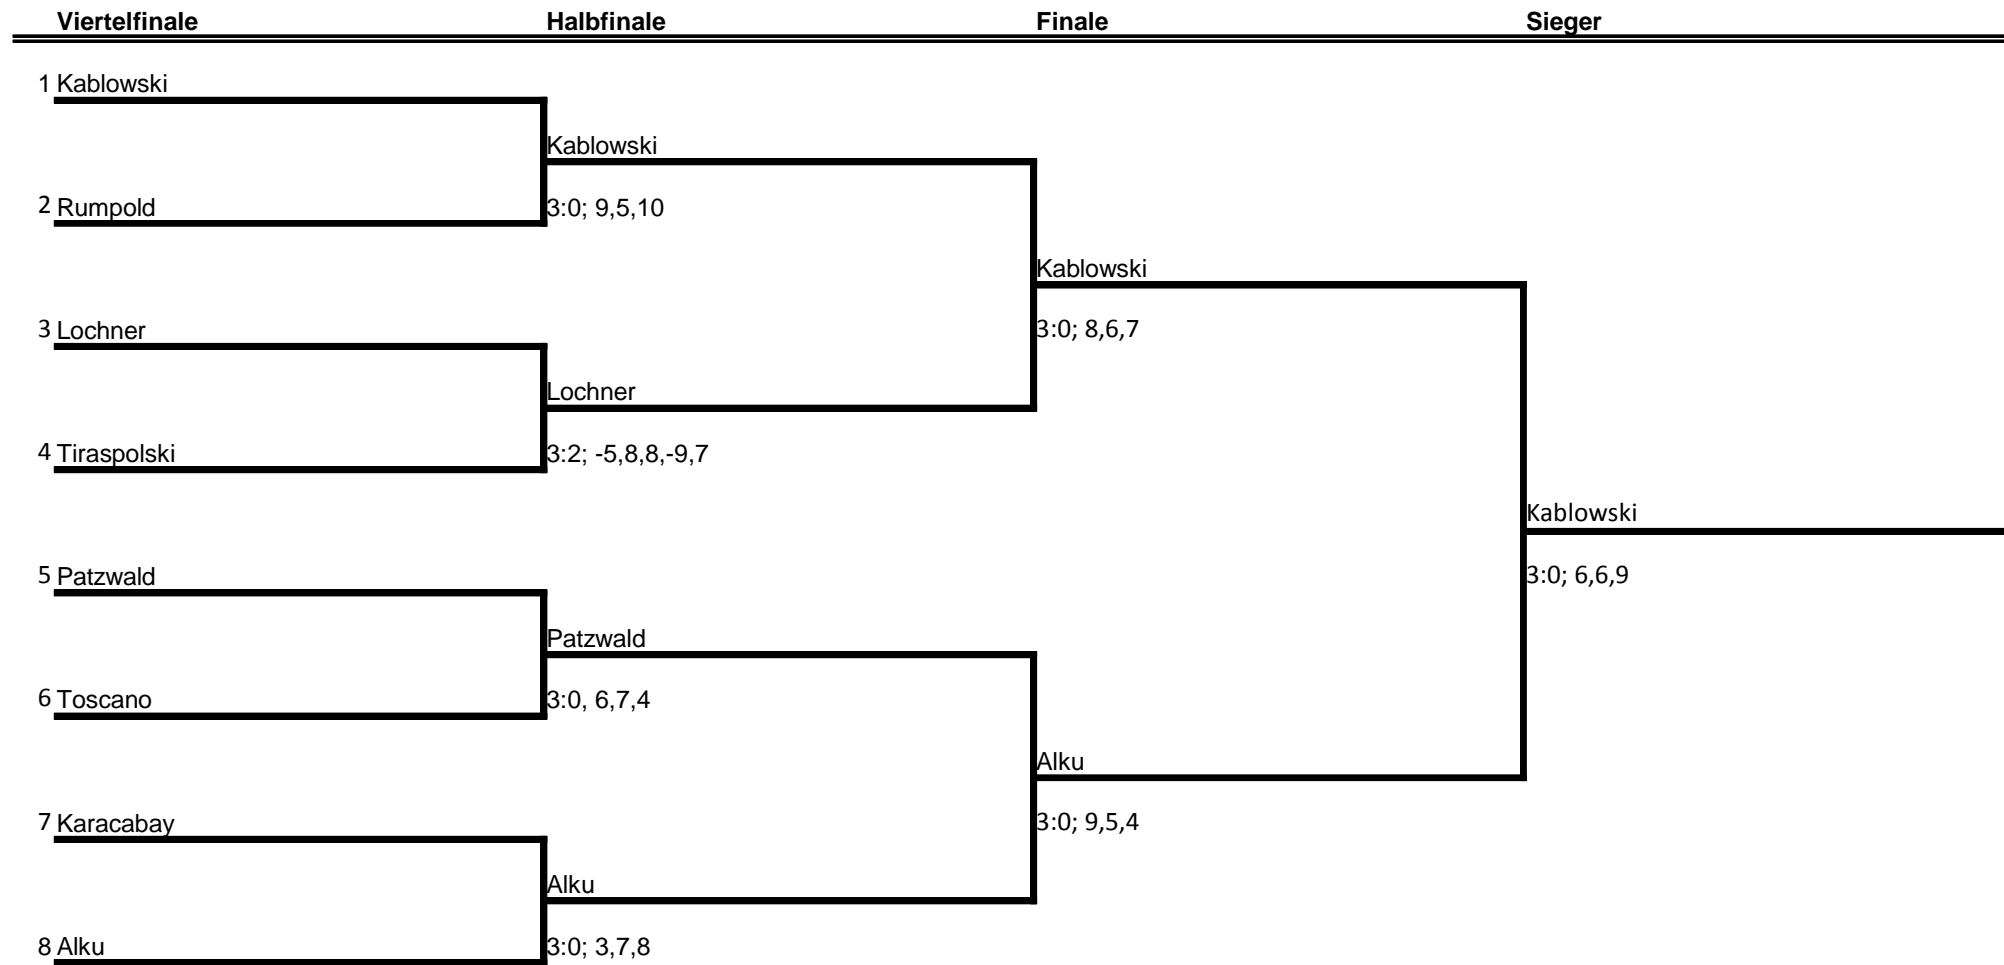 Viertelfinale Halbfinale Finale Sieger
1 Kablowski
Kablowski
2 Rumpold 3:0; 9,5,10
Kablowski
3 Lochner 3:0; 8,6,7
Lochner
4 Tiraspolski 3:2; -5,8,8,-9,7
Kablowski
5 Patzwald 3:0; 6,6,9
Patzwald
6 Toscano 3:0, 6,7,4
Alku
7 Karacabay 3:0; 9,5,4
Alku
8 Alku 3:0; 3,7,8